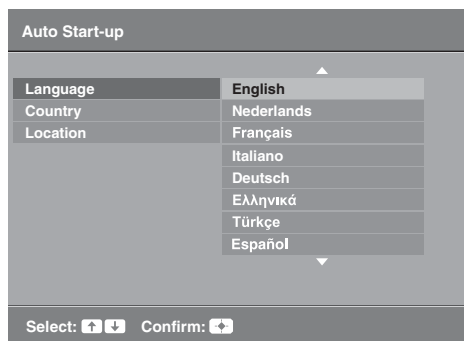 Auto Start-up
Language
Country
Location
English
Nederlands
Français
Italiano
Deutsch
Ελληνικά
Türkçe
Español
Select: Confirm: